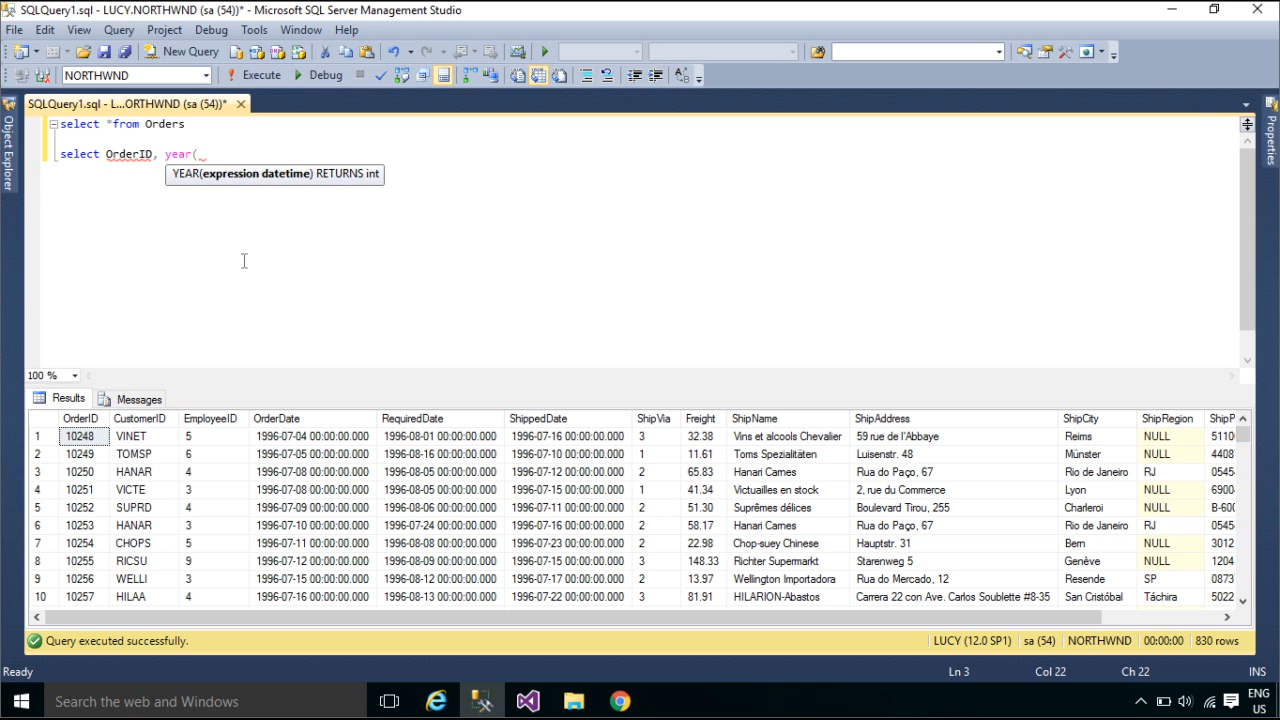 SQLQuery1.sql - LUCY.NORTHWND (sa (54))* - Microsoft SQL Server Management Studio
File Edit View Query Project Debug Tools Window Help
New Query
NORTHWND Execute Debug
SQLQuery1.sql - L...ORTHWND (sa (54))*
Object Explorer
Properties
select *from Orders
select OrderID, year(
YEAR(expression datetime) RETURNS int
100 %
Results Messages
OrderID CustomerID EmployeeID OrderDate RequiredDate ShippedDate ShipVia Freight ShipName ShipAddress ShipCity ShipRegion ShipP
1 10248 VINET 5 1996-07-04 00:00:00.000 1996-08-01 00:00:00.000 1996-07-16 00:00:00.000 3 32.38 Vins et alcools Chevalier 59 rue de l'Abbaye Reims NULL 5110
2 10249 TOMSP 6 1996-07-05 00:00:00.000 1996-08-16 00:00:00.000 1996-07-10 00:00:00.000 1 11.61 Toms Spezialitäten Luisenstr. 48 Münster NULL 4408
3 10250 HANAR 4 1996-07-08 00:00:00.000 1996-08-05 00:00:00.000 1996-07-12 00:00:00.000 2 65.83 Hanari Carnes Rua do Paço, 67 Rio de Janeiro RJ 0545
4 10251 VICTE 3 1996-07-08 00:00:00.000 1996-08-05 00:00:00.000 1996-07-15 00:00:00.000 1 41.34 Victuailles en stock 2, rue du Commerce Lyon NULL 6900
5 10252 SUPRD 4 1996-07-09 00:00:00.000 1996-08-06 00:00:00.000 1996-07-11 00:00:00.000 2 51.30 Suprêmes délices Boulevard Tirou, 255 Charleroi NULL B-600
6 10253 HANAR 3 1996-07-10 00:00:00.000 1996-07-24 00:00:00.000 1996-07-16 00:00:00.000 2 58.17 Hanari Carnes Rua do Paço, 67 Rio de Janeiro RJ 0545
7 10254 CHOPS 5 1996-07-11 00:00:00.000 1996-08-08 00:00:00.000 1996-07-23 00:00:00.000 2 22.98 Chop-suey Chinese Hauptstr. 31 Bern NULL 3012
8 10255 RICSU 9 1996-07-12 00:00:00.000 1996-08-09 00:00:00.000 1996-07-15 00:00:00.000 3 148.33 Richter Supermarkt Starenweg 5 Genève NULL 1204
9 10256 WELLI 3 1996-07-15 00:00:00.000 1996-08-12 00:00:00.000 1996-07-17 00:00:00.000 2 13.97 Wellington Importadora Rua do Mercado, 12 Resende SP 0873
10 10257 HILAA 4 1996-07-16 00:00:00.000 1996-08-13 00:00:00.000 1996-07-22 00:00:00.000 3 81.91 HILARION-Abastos Carrera 22 con Ave. Carlos Soublette #8-35 San Cristóbal Táchira 5022
Query executed successfully. LUCY (12.0 SP1) sa (54) NORTHWND 00:00:00 830 rows
Ready Ln 3 Col 22 Ch 22 INS
Search the web and Windows
ENG
US